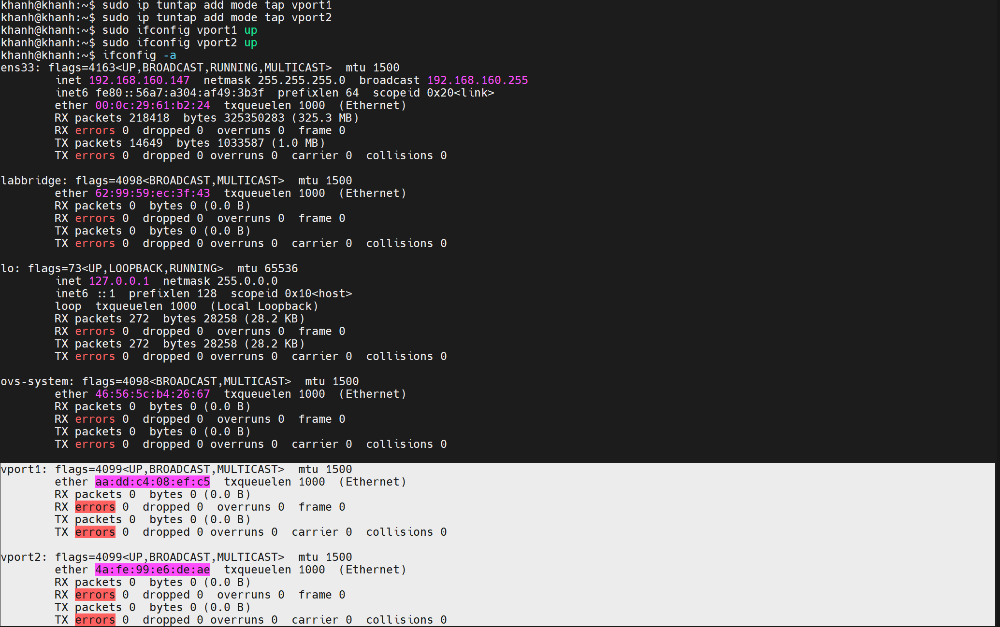 khanh@khanh:~$ sudo ip tuntap add mode tap vport1
khanh@khanh:~$ sudo ip tuntap add mode tap vport2
khanh@khanh:~$ sudo ifconfig vport1 up
khanh@khanh:~$ sudo ifconfig vport2 up
khanh@khanh:~$ ifconfig -a
ens33: flags=4163<UP,BROADCAST,RUNNING,MULTICAST>  mtu 1500
        inet 192.168.160.147  netmask 255.255.255.0  broadcast 192.168.160.255
        inet6 fe80::56a7:a304:af49:3b3f  prefixlen 64  scopeid 0x20<link>
        ether 00:0c:29:61:b2:24  txqueuelen 1000  (Ethernet)
        RX packets 218418  bytes 325350283 (325.3 MB)
        RX errors 0  dropped 0  overruns 0  frame 0
        TX packets 14649  bytes 1033587 (1.0 MB)
        TX errors 0  dropped 0 overruns 0  carrier 0  collisions 0

labbridge: flags=4098<BROADCAST,MULTICAST>  mtu 1500
        ether 62:99:59:ec:3f:43  txqueuelen 1000  (Ethernet)
        RX packets 0  bytes 0 (0.0 B)
        RX errors 0  dropped 0  overruns 0  frame 0
        TX packets 0  bytes 0 (0.0 B)
        TX errors 0  dropped 0 overruns 0  carrier 0  collisions 0

lo: flags=73<UP,LOOPBACK,RUNNING>  mtu 65536
        inet 127.0.0.1  netmask 255.0.0.0
        inet6 ::1  prefixlen 128  scopeid 0x10<host>
        loop  txqueuelen 1000  (Local Loopback)
        RX packets 272  bytes 28258 (28.2 KB)
        RX errors 0  dropped 0  overruns 0  frame 0
        TX packets 272  bytes 28258 (28.2 KB)
        TX errors 0  dropped 0 overruns 0  carrier 0  collisions 0

ovs-system: flags=4098<BROADCAST,MULTICAST>  mtu 1500
        ether 46:56:5c:b4:26:67  txqueuelen 1000  (Ethernet)
        RX packets 0  bytes 0 (0.0 B)
        RX errors 0  dropped 0  overruns 0  frame 0
        TX packets 0  bytes 0 (0.0 B)
        TX errors 0  dropped 0 overruns 0  carrier 0  collisions 0

vport1: flags=4099<UP,BROADCAST,MULTICAST>  mtu 1500
        ether aa:dd:c4:08:ef:c5  txqueuelen 1000  (Ethernet)
        RX packets 0  bytes 0 (0.0 B)
        RX errors 0  dropped 0  overruns 0  frame 0
        TX packets 0  bytes 0 (0.0 B)
        TX errors 0  dropped 0 overruns 0  carrier 0  collisions 0

vport2: flags=4099<UP,BROADCAST,MULTICAST>  mtu 1500
        ether 4a:fe:99:e6:de:ae  txqueuelen 1000  (Ethernet)
        RX packets 0  bytes 0 (0.0 B)
        RX errors 0  dropped 0  overruns 0  frame 0
        TX packets 0  bytes 0 (0.0 B)
        TX errors 0  dropped 0 overruns 0  carrier 0  collisions 0